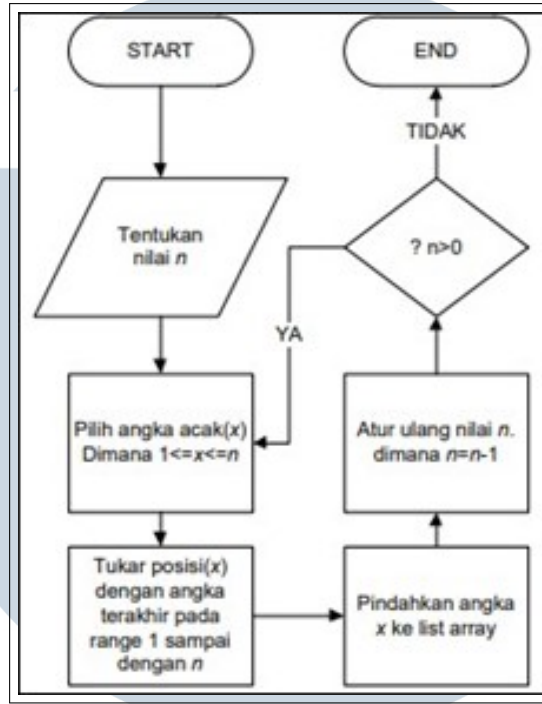 START
Tentukan
nilai n
Pilih angka acak(x)
Dimana 1<=x<=n
Tukar posisi(x)
dengan angka
terakhir pada
range 1 sampai
dengan n
Pindahkan angka
x ke list array
Atur ulang nilai n.
dimana n=n-1
? n>0
YA
TIDAK
END